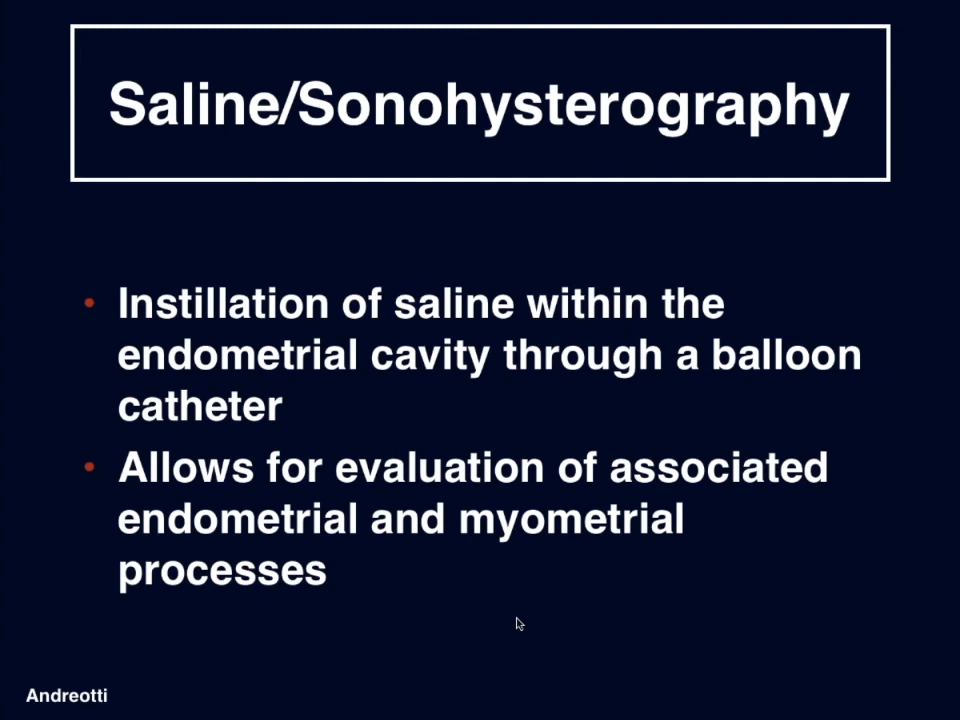 Saline/Sonohysterography
• Instillation of saline within the
endometrial cavity through a balloon
catheter
• Allows for evaluation of associated
endometrial and myometrial
processes
Andreotti